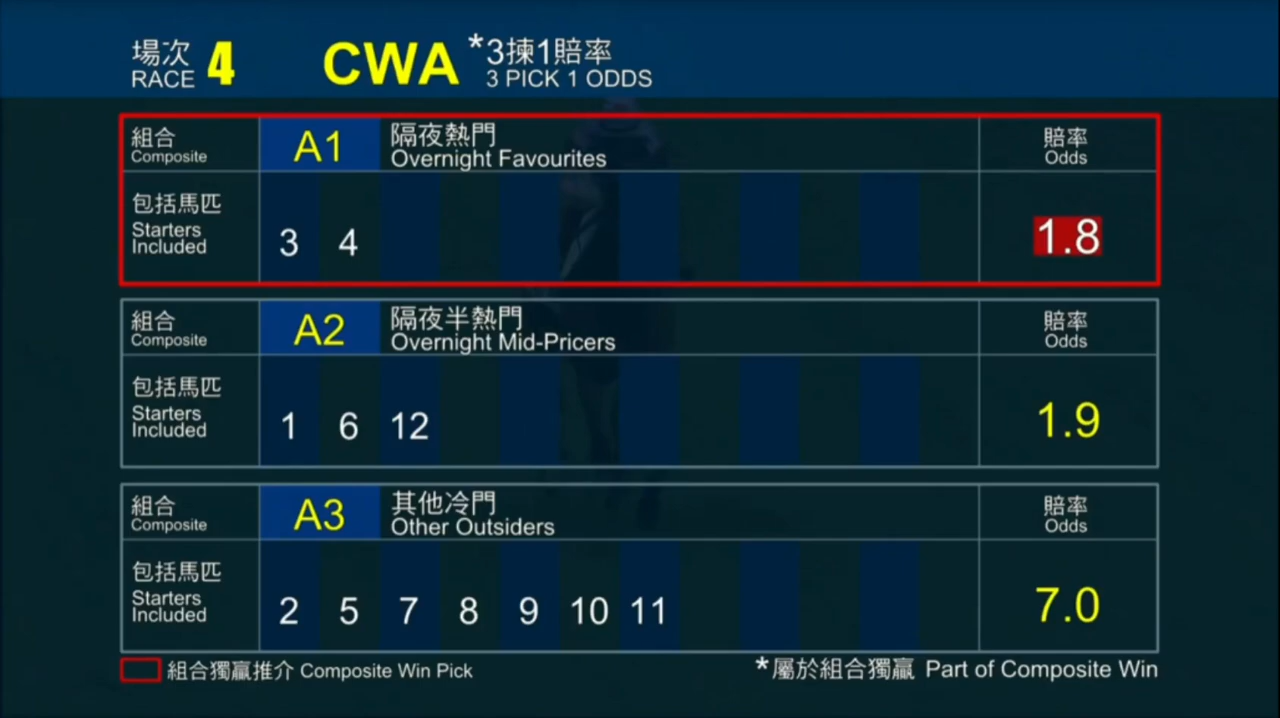 場次
RACE 4
CWA
*3揀1賠率
3 PICK 1 ODDS
組合
Composite
A1
隔夜熱門
Overnight Favourites
賠率
Odds
包括馬匹
Starters
Included
3 4
1.8
組合
Composite
A2
隔夜半熱門
Overnight Mid-Pricers
賠率
Odds
包括馬匹
Starters
Included
1 6 12
1.9
組合
Composite
A3
其他冷門
Other Outsiders
賠率
Odds
包括馬匹
Starters
Included
2 5 7 8 9 10 11
7.0
組合獨贏推介 Composite Win Pick
*屬於組合獨贏 Part of Composite Win